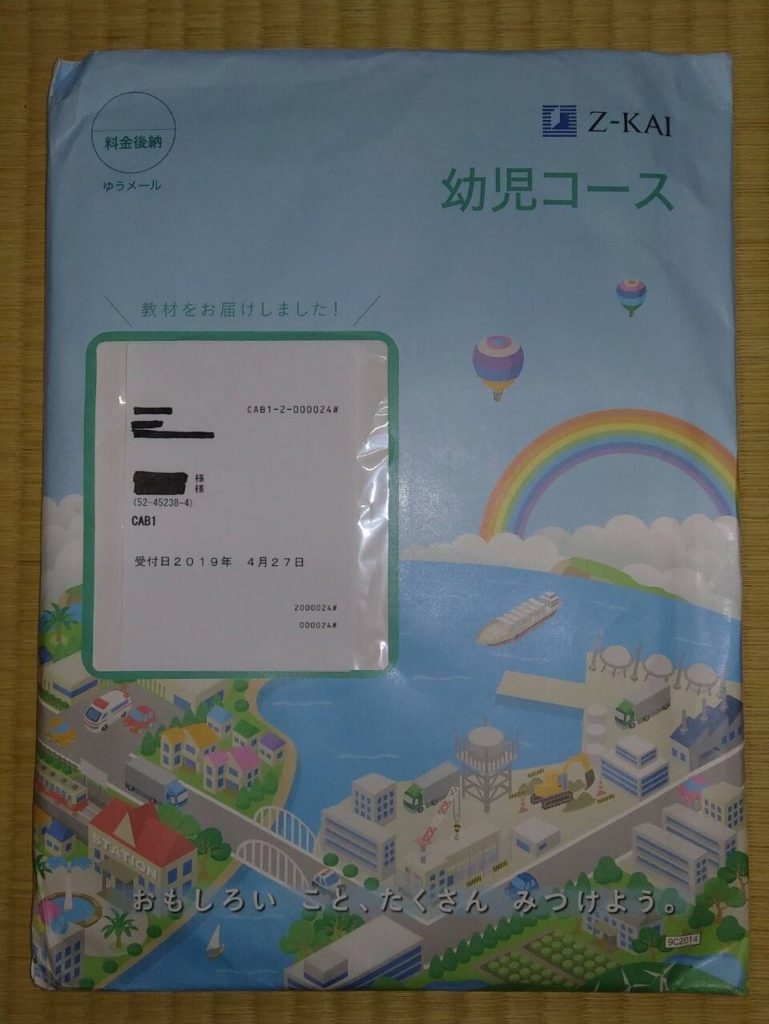 料金後納
ゆうメール
Z-KAI
幼児コース
教材をお届けしました!
CAB1-2-000024#
様
様
(52-45238-4)
CAB1
受付日2019年 4月27日
2000024#
000024#
STATION
おもしろい こと、たくさん みつけよう。
9CZ014